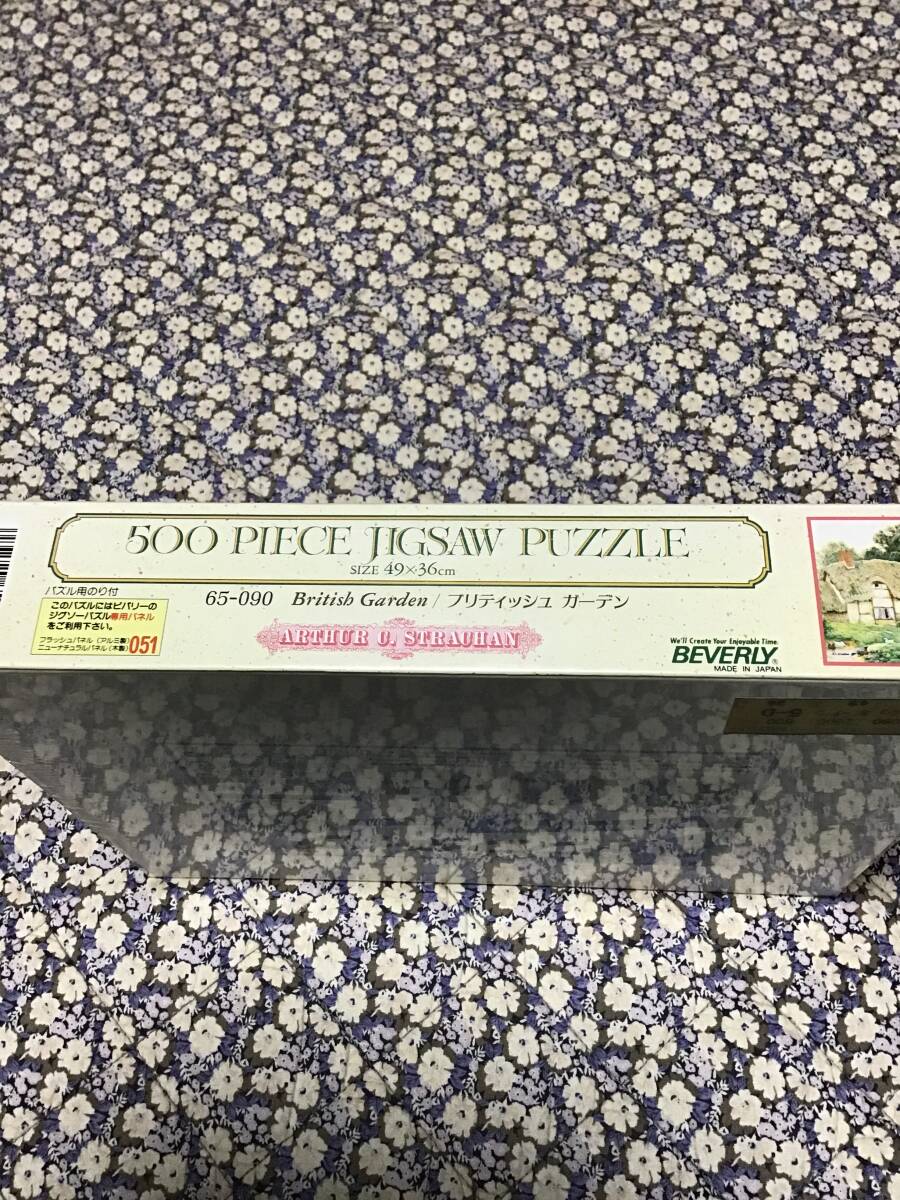 500 PIECE JIGSAW PUZZLE
SIZE 49×36cm
パズル用のり付
このパズルにはビバリーの
ジグソーパズル専用パネル
をご利用下さい。
フラッシュパネル (アルミ製)
ニューナチュラルパネル (木製) 051
65-090 British Garden / ブリティッシュ ガーデン
ARTHUR C. STRACHAN
We'll Create Your Enjoyable Time.
BEVERLY®
MADE IN JAPAN